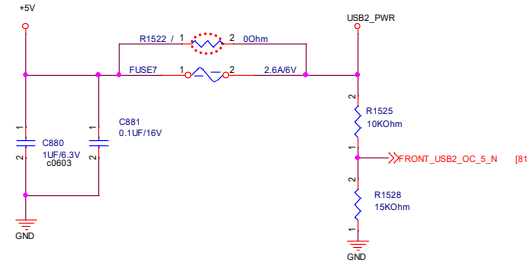 +5V
USB2_PWR
R1522 / 1 2 0Ohm
FUSE7 1 2 2.6A/6V
C881
0.1UF/16V
1
2
C880
1UF/6.3V
c0603
1
2
2
R1525
10KOhm
1
FRONT_USB2_OC_5_N [81
2
R1528
15KOhm
1
GND
GND